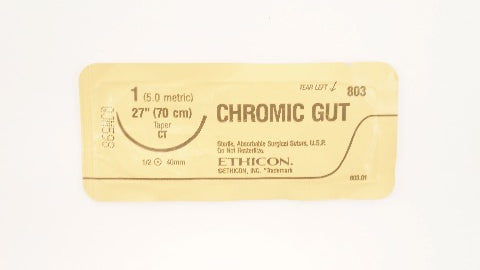 TEAR LEFT
1 (5.0 metric)
803
27" (70 cm)
CHROMIC GUT
Taper
CT
Sterile, Absorbable Surgical Suture, U.S.P.
Do Not Resterilize.
1/2 40mm
ETHICON.
©ETHICON, INC. *Trademark
803.01